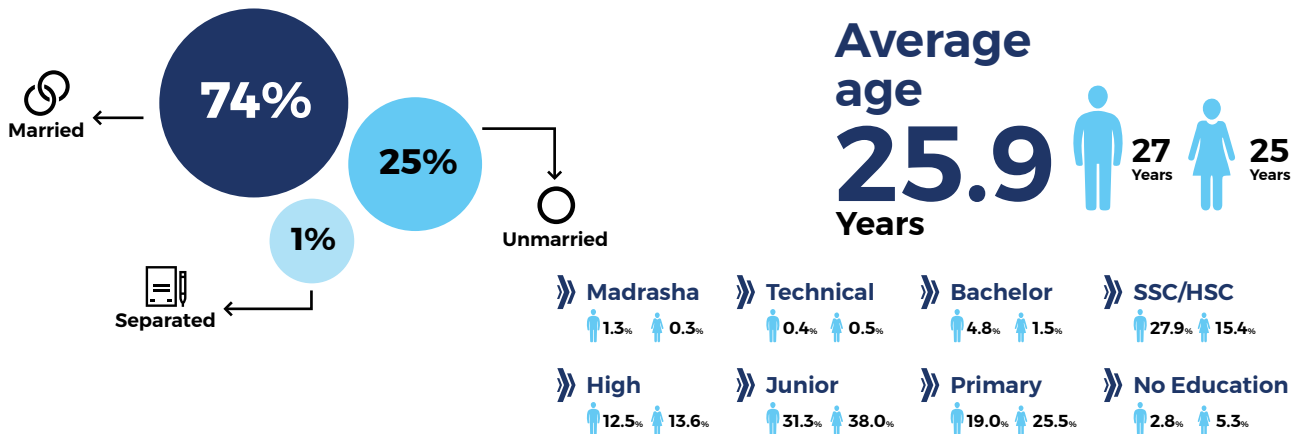 74%
Married
25%
Unmarried
1%
Separated
Average
age
25.9
Years
27
Years
25
Years
Madrasha
1.3% 0.3%
Technical
0.4% 0.5%
Bachelor
4.8% 1.5%
SSC/HSC
27.9% 15.4%
High
12.5% 13.6%
Junior
31.3% 38.0%
Primary
19.0% 25.5%
No Education
2.8% 5.3%